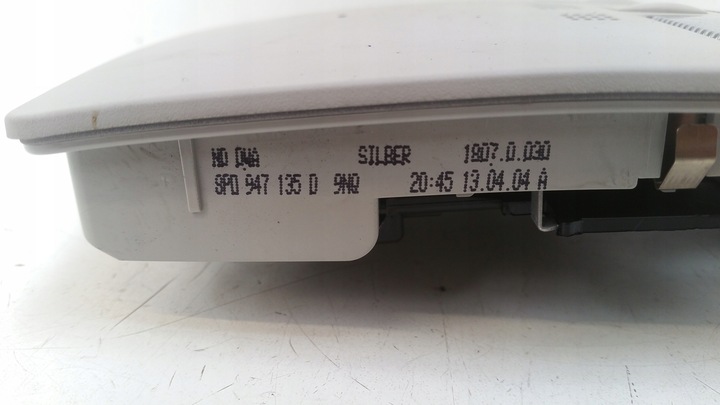 ND DWA SILBER 1807.0.030
8P0 947 135 D 9NQ 20:45 13.04.04 A